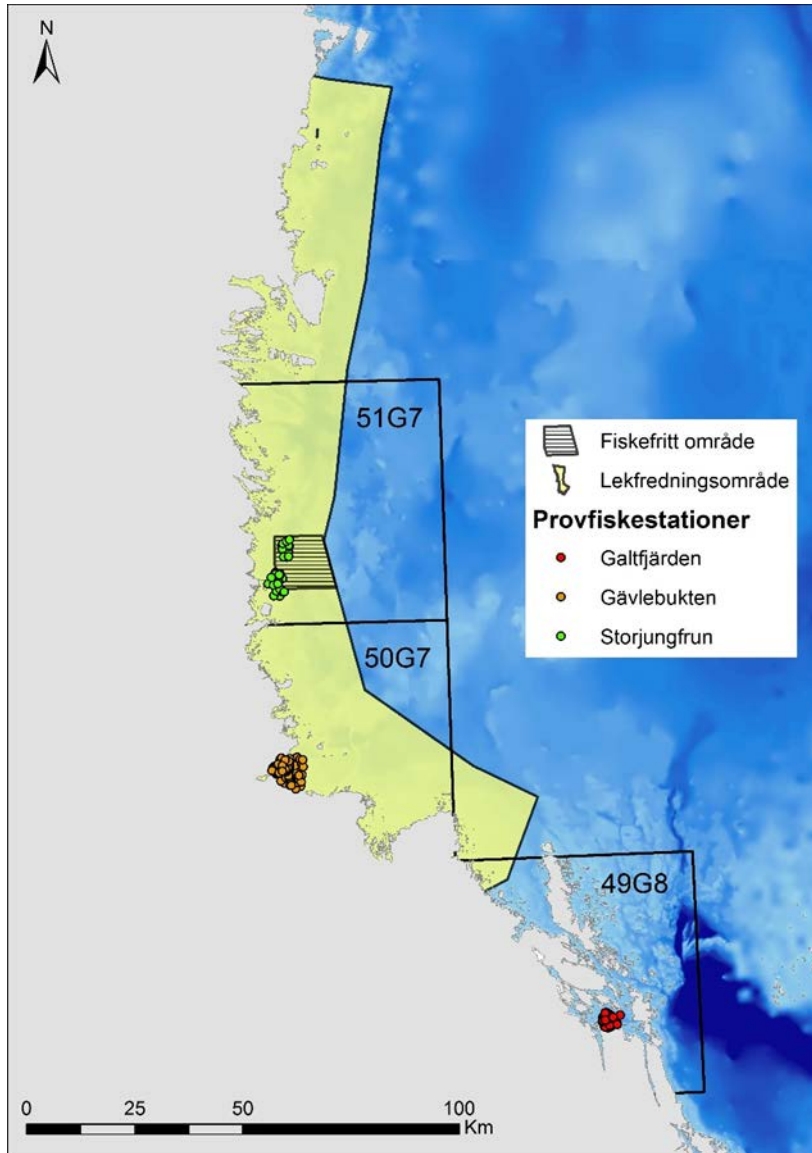 N
51G7
Fiskefritt område
Lekfredningsområde
Provfiskestationer
Galtfjärden
Gävlebukten
Storjungfrun
50G7
49G8
0 25 50 100
Km